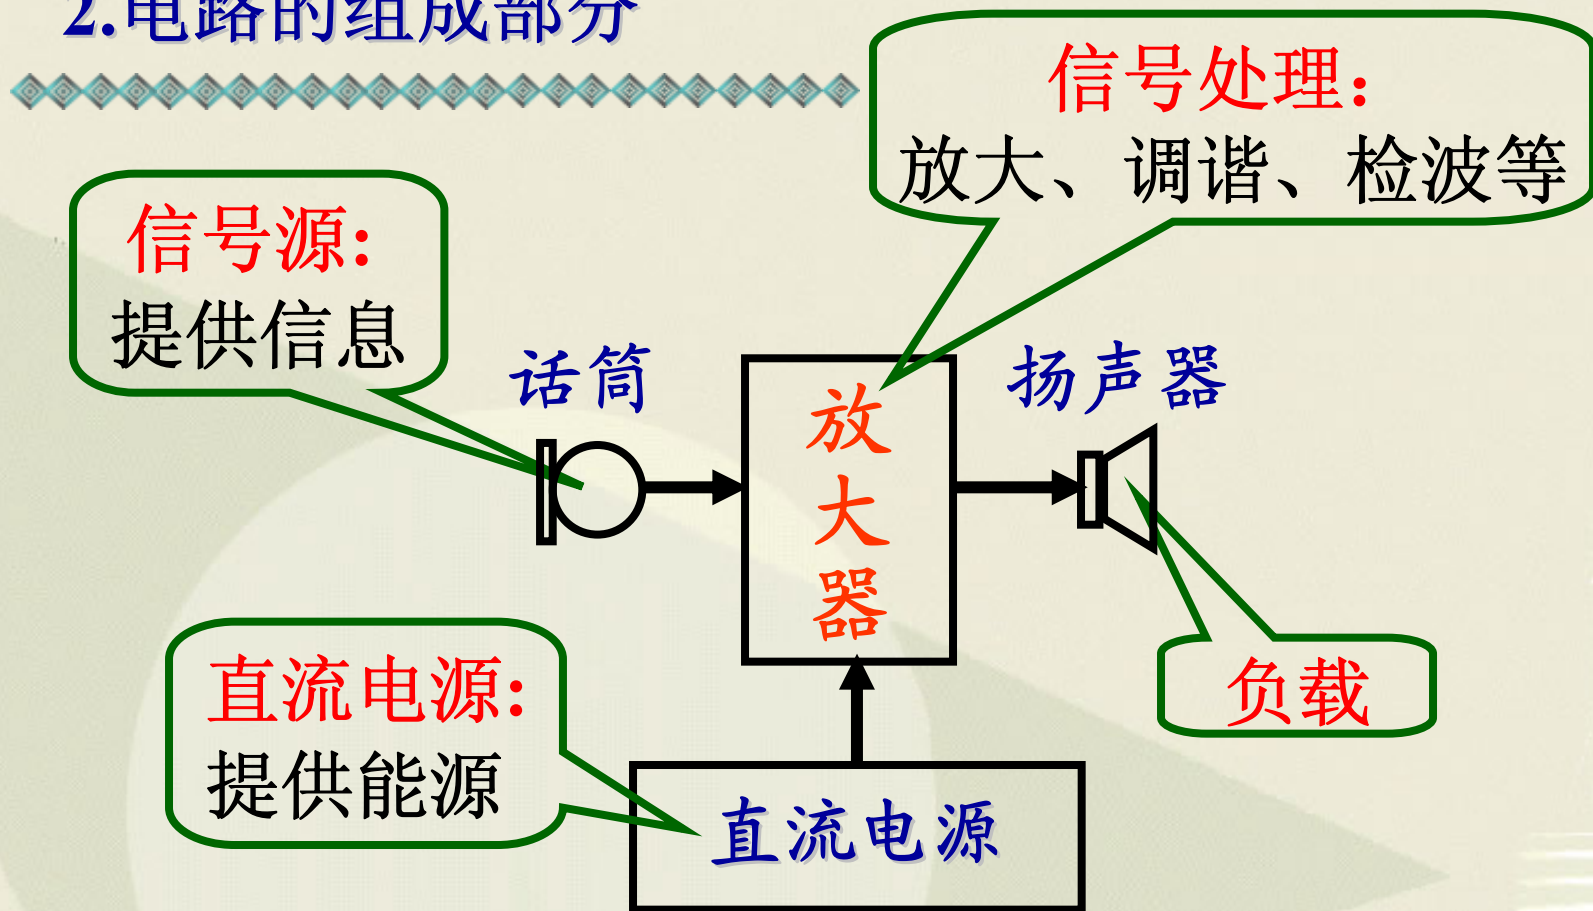 2.电路的组成部分
信号处理:
放大、调谐、检波等
信号源:
提供信息
话筒
放
大
器
扬声器
直流电源:
提供能源
负载
直流电源